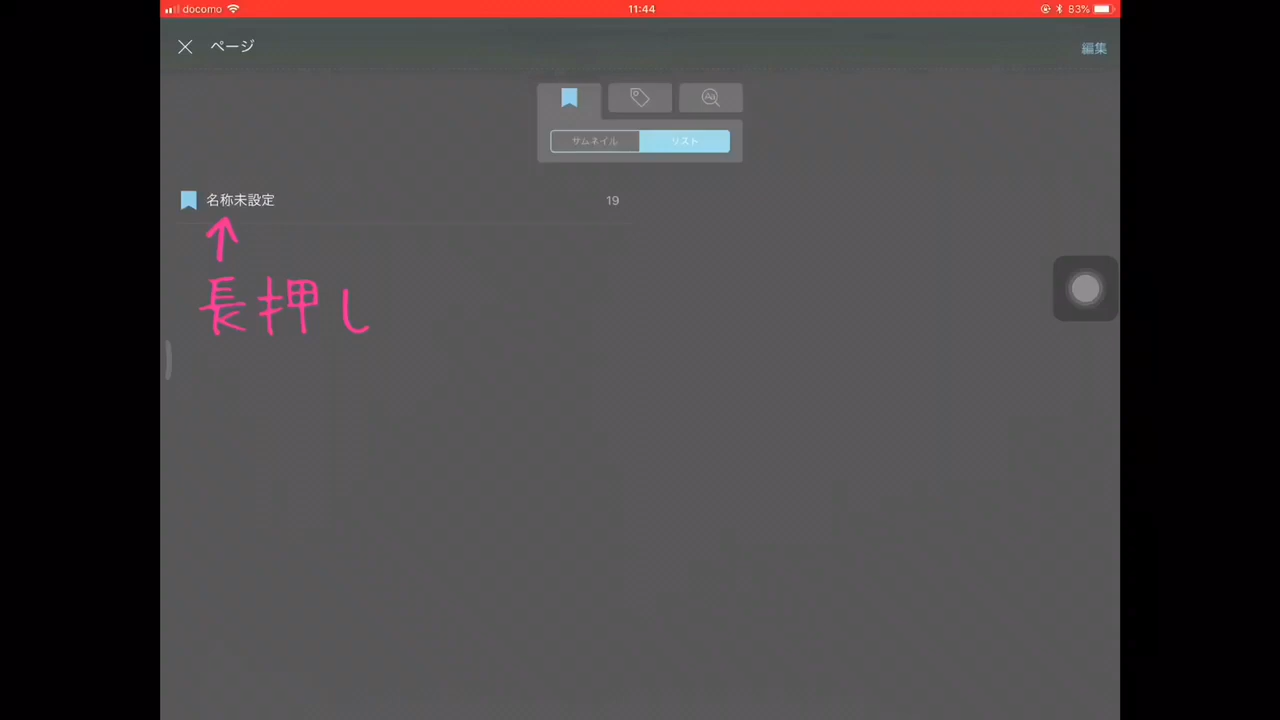 docomo 11:44 83%
ページ 編集
サムネイル リスト
名称未設定 19
長押し